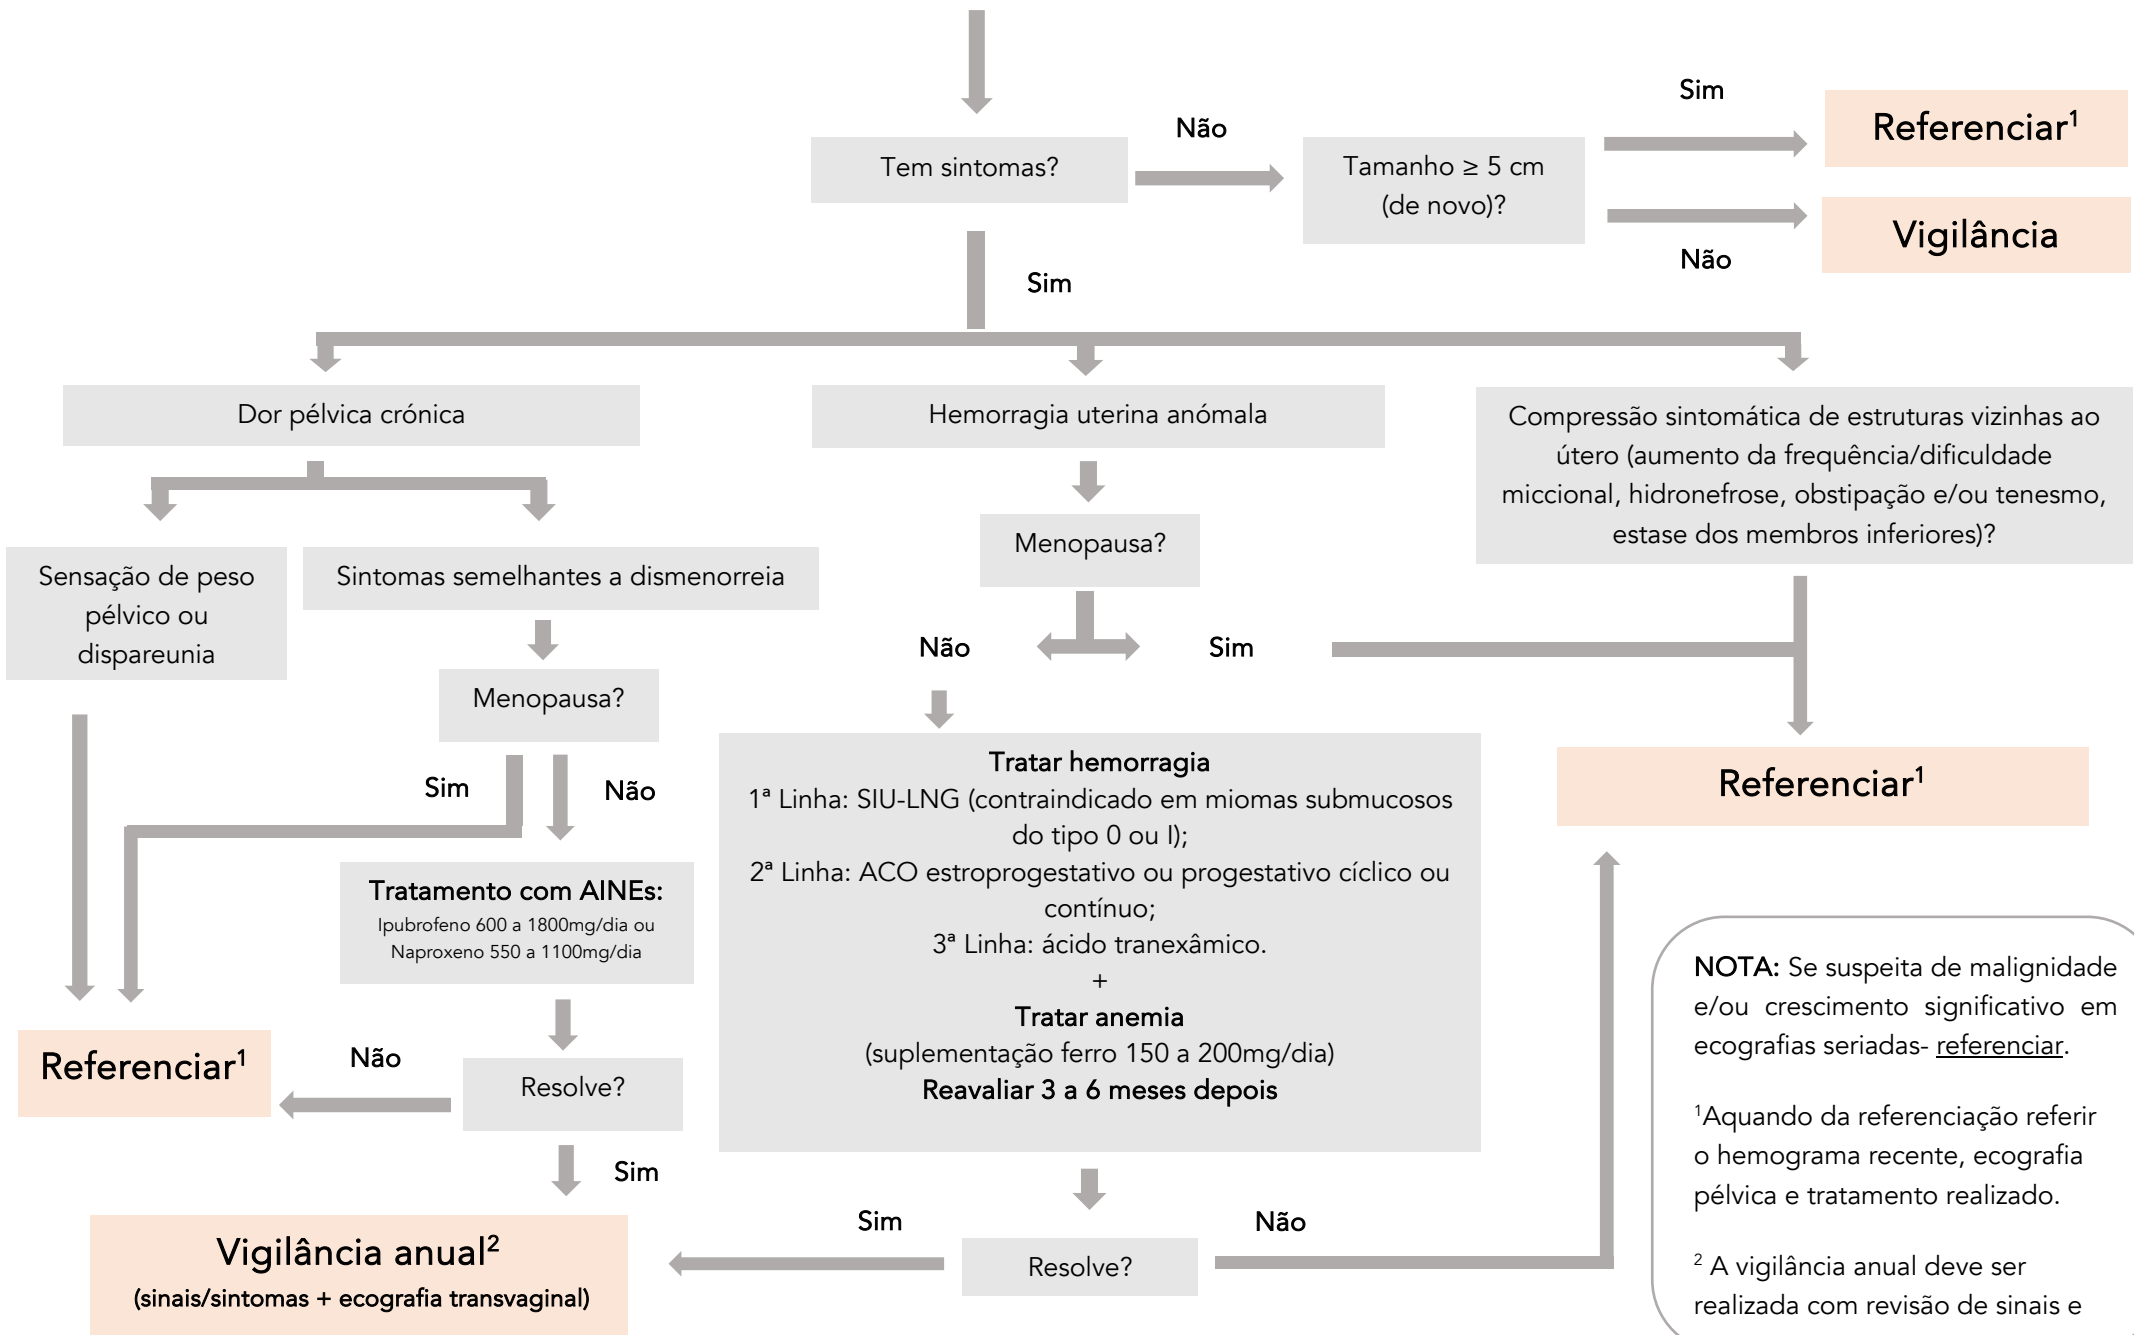 Sim
Referenciar¹
Não
Tem sintomas?
Tamanho ≥ 5 cm
(de novo)?
Vigilância
Não
Sim
Dor pélvica crónica
Hemorragia uterina anómala
Compressão sintomática de estruturas vizinhas ao
útero (aumento da frequência/dificuldade
miccional, hidronefrose, obstipação e/ou tenesmo,
estase dos membros inferiores)?
Menopausa?
Sensação de peso
pélvico ou
dispareunia
Sintomas semelhantes a dismenorreia
Não
Sim
Menopausa?
Sim
Não
Tratar hemorragia
1ª Linha: SIU-LNG (contraindicado em miomas submucosos
do tipo 0 ou I);
2ª Linha: ACO estroprogestativo ou progestativo cíclico ou
contínuo;
3ª Linha: ácido tranexâmico.
+
Tratar anemia
(suplementação ferro 150 a 200mg/dia)
Reavaliar 3 a 6 meses depois
Referenciar¹
Tratamento com AINEs:
Ipubrofeno 600 a 1800mg/dia ou
Naproxeno 550 a 1100mg/dia
Referenciar¹
Não
Resolve?
Sim
NOTA: Se suspeita de malignidade
e/ou crescimento significativo em
ecografias seriadas- referenciar.
¹Aquando da referenciação referir
o hemograma recente, ecografia
pélvica e tratamento realizado.
² A vigilância anual deve ser
realizada com revisão de sinais e
Vigilância anual²
(sinais/sintomas + ecografia transvaginal)
Sim
Resolve?
Não